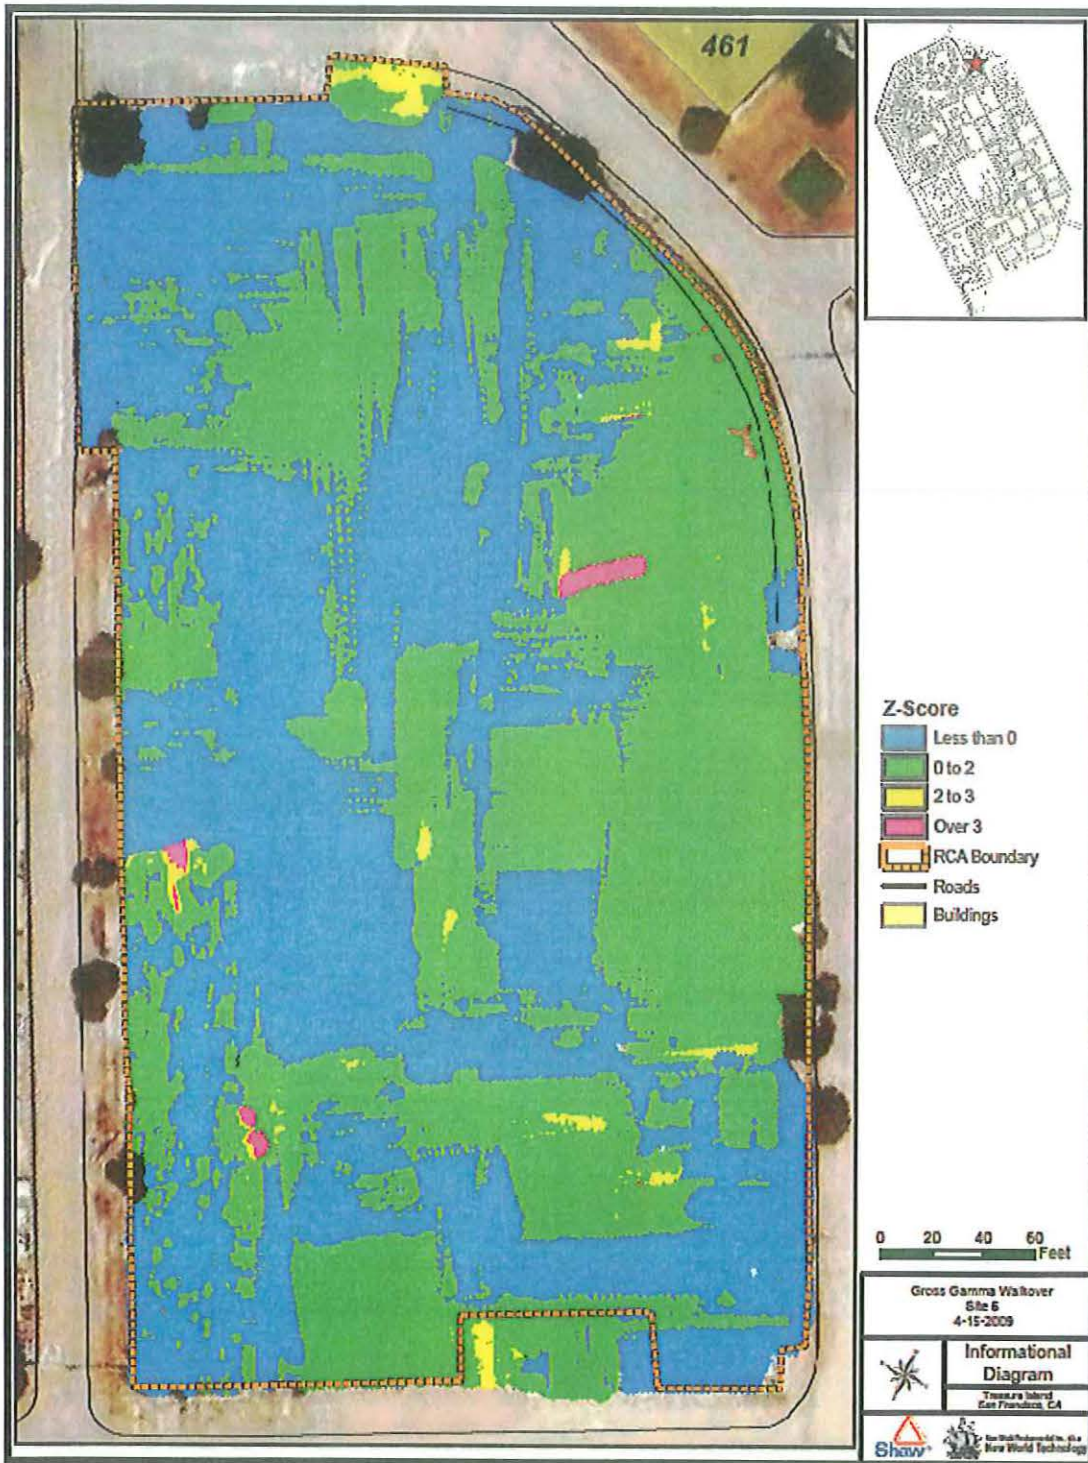 461
Z-Score
Less than 0
0 to 2
2 to 3
Over 3
RCA Boundary
Roads
Buildings
0 20 40 60
Feet
Gross Gamma Walkover
Site 6
4-15-2009
Informational
Diagram
Treasure Island
San Francisco, CA
Shaw
New World Technology